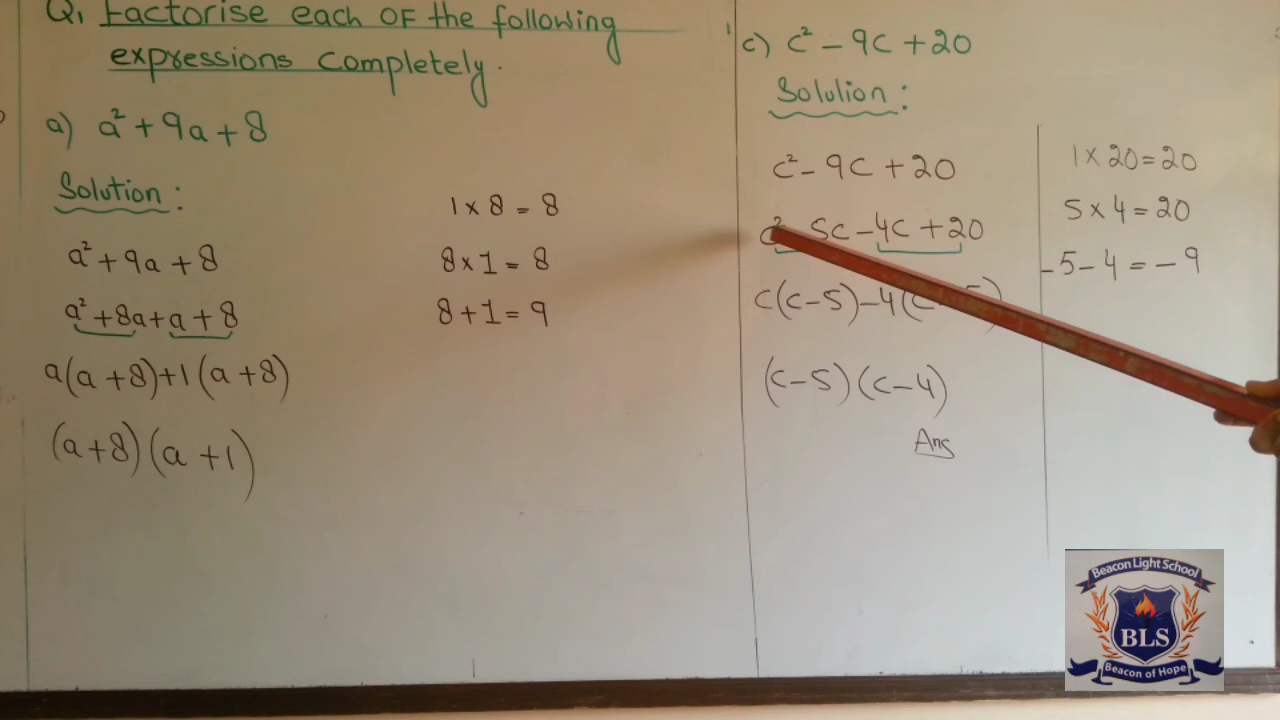 Q1 Factorise each of the following
expressions completely.
a) a² + 9a + 8
Solution:
a² + 9a + 8
a² + 8a + a + 8
a(a + 8) + 1(a + 8)
(a + 8)(a + 1)
1 × 8 = 8
8 × 1 = 8
8 + 1 = 9
c) c² - 9c + 20
Solution:
c² - 9c + 20
c² - 5c - 4c + 20
c(c - 5) - 4(c - 5)
(c - 5)(c - 4)
Ans
1 × 20 = 20
5 × 4 = 20
-5 - 4 = -9
Beacon Light School
BLS
Beacon of Hope